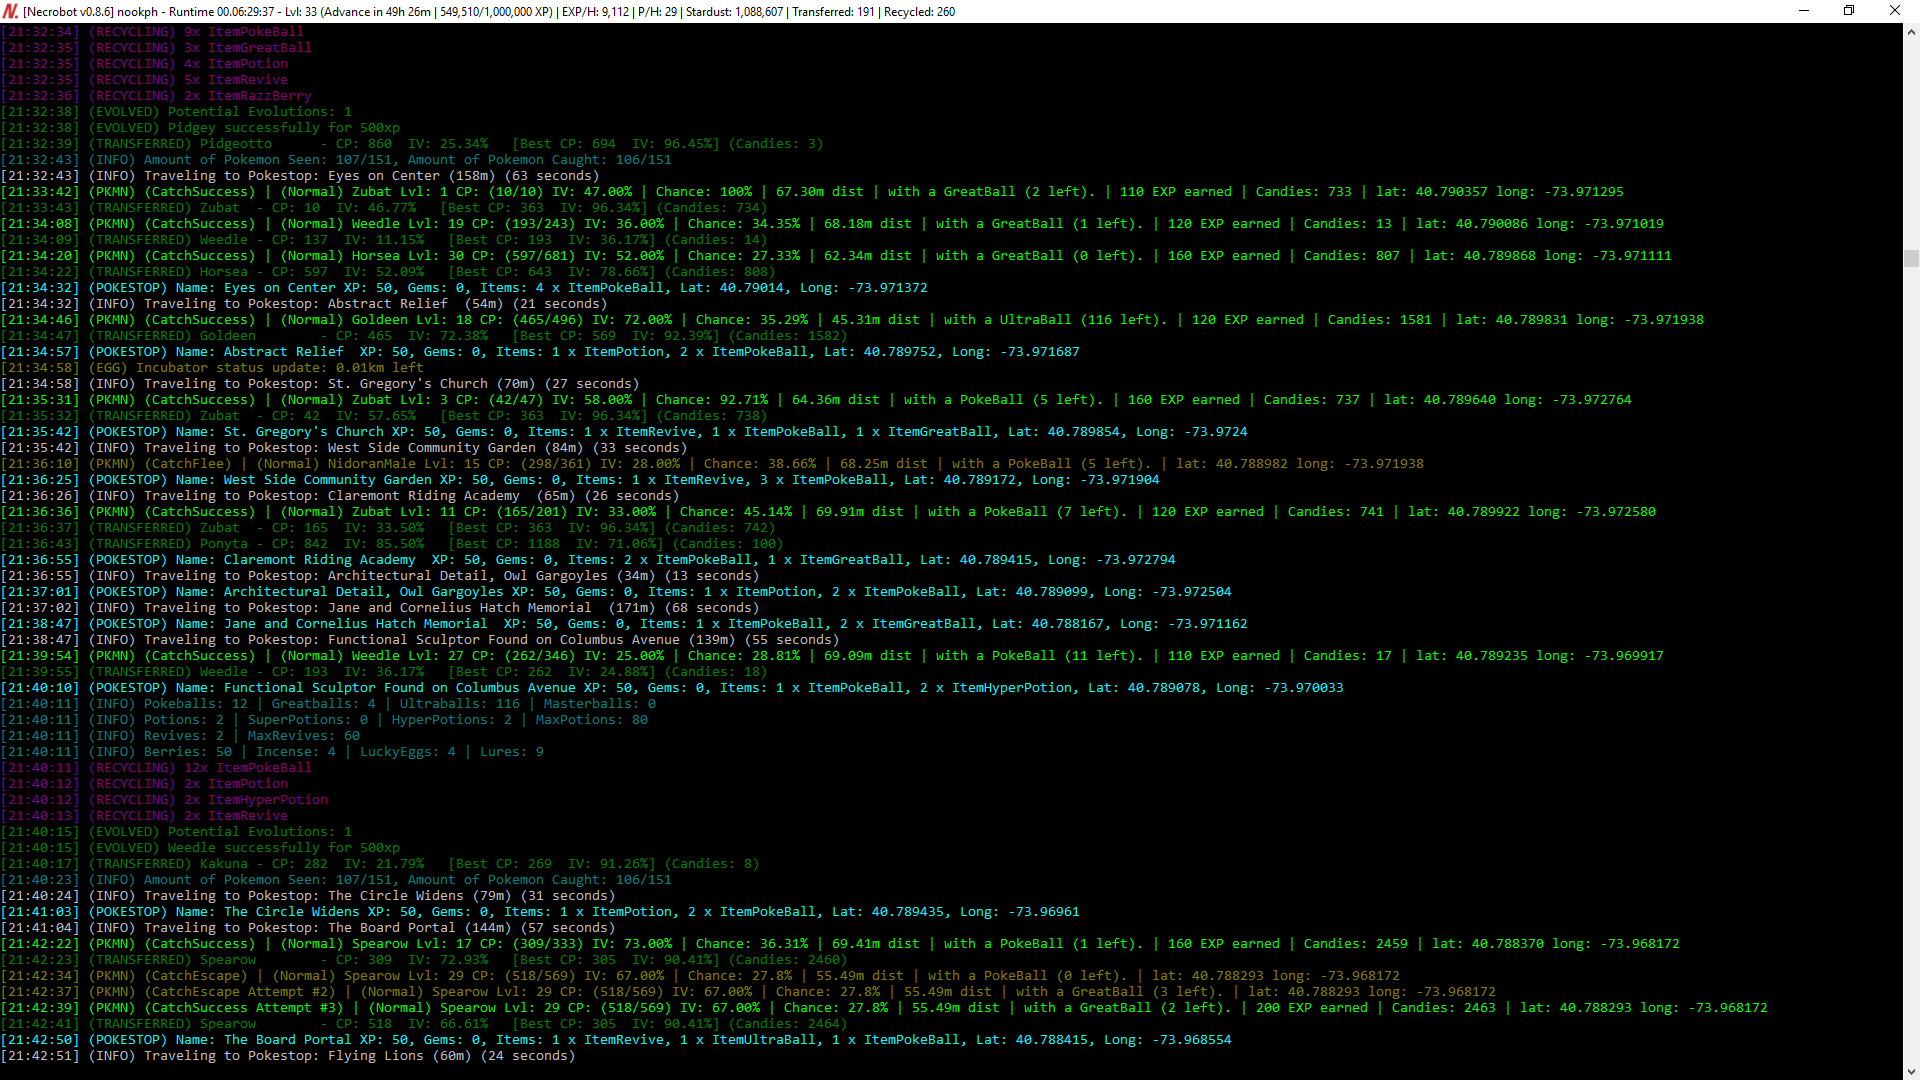 [Necrobot v0.8.6] nookph - Runtime 00.06:29:37 - Lvl: 33 (Advance in 49h 26m | 549,510/1,000,000 XP) | EXP/H: 9,112 | P/H: 29 | Stardust: 1,088,607 | Transferred: 191 | Recycled: 260
[21:32:34] (RECYCLING) 9x ItemPokeBall
[21:32:35] (RECYCLING) 3x ItemGreatBall
[21:32:35] (RECYCLING) 4x ItemPotion
[21:32:35] (RECYCLING) 5x ItemRevive
[21:32:36] (RECYCLING) 2x ItemRazzBerry
[21:32:38] (EVOLVED) Potential Evolutions: 1
[21:32:38] (EVOLVED) Pidgey successfully for 500xp
[21:32:39] (TRANSFERRED) Pidgeotto      - CP: 860  IV: 25.34%   [Best CP: 694  IV: 96.45%] (Candies: 3)
[21:32:43] (INFO) Amount of Pokemon Seen: 107/151, Amount of Pokemon Caught: 106/151
[21:32:43] (INFO) Traveling to Pokestop: Eyes on Center (158m) (63 seconds)
[21:33:42] (PKMN) (CatchSuccess) | (Normal) Zubat Lvl: 1 CP: (10/10) IV: 47.00% | Chance: 100% | 67.30m dist | with a GreatBall (2 left). | 110 EXP earned | Candies: 733 | lat: 40.790357 long: -73.971295
[21:33:43] (TRANSFERRED) Zubat  - CP: 10  IV: 46.77%   [Best CP: 363  IV: 96.34%] (Candies: 734)
[21:34:08] (PKMN) (CatchSuccess) | (Normal) Weedle Lvl: 19 CP: (193/243) IV: 36.00% | Chance: 34.35% | 68.18m dist | with a GreatBall (1 left). | 120 EXP earned | Candies: 13 | lat: 40.790086 long: -73.971019
[21:34:09] (TRANSFERRED) Weedle - CP: 137  IV: 11.15%   [Best CP: 193  IV: 36.17%] (Candies: 14)
[21:34:20] (PKMN) (CatchSuccess) | (Normal) Horsea Lvl: 30 CP: (597/681) IV: 52.00% | Chance: 27.33% | 62.34m dist | with a GreatBall (0 left). | 160 EXP earned | Candies: 807 | lat: 40.789868 long: -73.971111
[21:34:22] (TRANSFERRED) Horsea - CP: 597  IV: 52.09%   [Best CP: 643  IV: 78.66%] (Candies: 808)
[21:34:32] (POKESTOP) Name: Eyes on Center XP: 50, Gems: 0, Items: 4 x ItemPokeBall, Lat: 40.79014, Long: -73.971372
[21:34:32] (INFO) Traveling to Pokestop: Abstract Relief  (54m) (21 seconds)
[21:34:46] (PKMN) (CatchSuccess) | (Normal) Goldeen Lvl: 18 CP: (465/496) IV: 72.00% | Chance: 35.29% | 45.31m dist | with a UltraBall (116 left). | 120 EXP earned | Candies: 1581 | lat: 40.789831 long: -73.971938
[21:34:47] (TRANSFERRED) Goldeen        - CP: 465  IV: 72.38%   [Best CP: 569  IV: 92.39%] (Candies: 1582)
[21:34:57] (POKESTOP) Name: Abstract Relief  XP: 50, Gems: 0, Items: 1 x ItemPotion, 2 x ItemPokeBall, Lat: 40.789752, Long: -73.971687
[21:34:58] (EGG) Incubator status update: 0.01km left
[21:34:58] (INFO) Traveling to Pokestop: St. Gregory's Church (70m) (27 seconds)
[21:35:31] (PKMN) (CatchSuccess) | (Normal) Zubat Lvl: 3 CP: (42/47) IV: 58.00% | Chance: 92.71% | 64.36m dist | with a PokeBall (5 left). | 160 EXP earned | Candies: 737 | lat: 40.789640 long: -73.972764
[21:35:32] (TRANSFERRED) Zubat  - CP: 42  IV: 57.65%   [Best CP: 363  IV: 96.34%] (Candies: 738)
[21:35:42] (POKESTOP) Name: St. Gregory's Church XP: 50, Gems: 0, Items: 1 x ItemRevive, 1 x ItemPokeBall, 1 x ItemGreatBall, Lat: 40.789854, Long: -73.9724
[21:35:42] (INFO) Traveling to Pokestop: West Side Community Garden (84m) (33 seconds)
[21:36:10] (PKMN) (CatchFlee) | (Normal) NidoranMale Lvl: 15 CP: (298/361) IV: 28.00% | Chance: 38.66% | 68.25m dist | with a PokeBall (5 left). | lat: 40.788982 long: -73.971938
[21:36:25] (POKESTOP) Name: West Side Community Garden XP: 50, Gems: 0, Items: 1 x ItemRevive, 3 x ItemPokeBall, Lat: 40.789172, Long: -73.971904
[21:36:26] (INFO) Traveling to Pokestop: Claremont Riding Academy  (65m) (26 seconds)
[21:36:36] (PKMN) (CatchSuccess) | (Normal) Zubat Lvl: 11 CP: (165/201) IV: 33.00% | Chance: 45.14% | 69.91m dist | with a PokeBall (7 left). | 120 EXP earned | Candies: 741 | lat: 40.789922 long: -73.972580
[21:36:37] (TRANSFERRED) Zubat  - CP: 165  IV: 33.50%   [Best CP: 363  IV: 96.34%] (Candies: 742)
[21:36:43] (TRANSFERRED) Ponyta - CP: 842  IV: 85.50%   [Best CP: 1188  IV: 71.06%] (Candies: 100)
[21:36:55] (POKESTOP) Name: Claremont Riding Academy  XP: 50, Gems: 0, Items: 2 x ItemPokeBall, 1 x ItemGreatBall, Lat: 40.789415, Long: -73.972794
[21:36:55] (INFO) Traveling to Pokestop: Architectural Detail, Owl Gargoyles (34m) (13 seconds)
[21:37:01] (POKESTOP) Name: Architectural Detail, Owl Gargoyles XP: 50, Gems: 0, Items: 1 x ItemPotion, 2 x ItemPokeBall, Lat: 40.789099, Long: -73.972504
[21:37:02] (INFO) Traveling to Pokestop: Jane and Cornelius Hatch Memorial  (171m) (68 seconds)
[21:38:47] (POKESTOP) Name: Jane and Cornelius Hatch Memorial  XP: 50, Gems: 0, Items: 1 x ItemPokeBall, 2 x ItemGreatBall, Lat: 40.788167, Long: -73.971162
[21:38:47] (INFO) Traveling to Pokestop: Functional Sculptor Found on Columbus Avenue (139m) (55 seconds)
[21:39:54] (PKMN) (CatchSuccess) | (Normal) Weedle Lvl: 27 CP: (262/346) IV: 25.00% | Chance: 28.81% | 69.09m dist | with a PokeBall (11 left). | 110 EXP earned | Candies: 17 | lat: 40.789235 long: -73.969917
[21:39:55] (TRANSFERRED) Weedle - CP: 193  IV: 36.17%   [Best CP: 262  IV: 24.88%] (Candies: 18)
[21:40:10] (POKESTOP) Name: Functional Sculptor Found on Columbus Avenue XP: 50, Gems: 0, Items: 1 x ItemPokeBall, 2 x ItemHyperPotion, Lat: 40.789078, Long: -73.970033
[21:40:11] (INFO) Pokeballs: 12 | Greatballs: 4 | Ultraballs: 116 | Masterballs: 0
[21:40:11] (INFO) Potions: 2 | SuperPotions: 0 | HyperPotions: 2 | MaxPotions: 80
[21:40:11] (INFO) Revives: 2 | MaxRevives: 60
[21:40:11] (INFO) Berries: 50 | Incense: 4 | LuckyEggs: 4 | Lures: 9
[21:40:11] (RECYCLING) 12x ItemPokeBall
[21:40:12] (RECYCLING) 2x ItemPotion
[21:40:12] (RECYCLING) 2x ItemHyperPotion
[21:40:13] (RECYCLING) 2x ItemRevive
[21:40:15] (EVOLVED) Potential Evolutions: 1
[21:40:15] (EVOLVED) Weedle successfully for 500xp
[21:40:17] (TRANSFERRED) Kakuna - CP: 282  IV: 21.79%   [Best CP: 269  IV: 91.26%] (Candies: 8)
[21:40:23] (INFO) Amount of Pokemon Seen: 107/151, Amount of Pokemon Caught: 106/151
[21:40:24] (INFO) Traveling to Pokestop: The Circle Widens (79m) (31 seconds)
[21:41:03] (POKESTOP) Name: The Circle Widens XP: 50, Gems: 0, Items: 1 x ItemPotion, 2 x ItemPokeBall, Lat: 40.789435, Long: -73.96961
[21:41:04] (INFO) Traveling to Pokestop: The Board Portal (144m) (57 seconds)
[21:42:22] (PKMN) (CatchSuccess) | (Normal) Spearow Lvl: 17 CP: (309/333) IV: 73.00% | Chance: 36.31% | 69.41m dist | with a PokeBall (1 left). | 160 EXP earned | Candies: 2459 | lat: 40.788370 long: -73.968172
[21:42:23] (TRANSFERRED) Spearow        - CP: 309  IV: 72.93%   [Best CP: 305  IV: 90.41%] (Candies: 2460)
[21:42:34] (PKMN) (CatchEscape) | (Normal) Spearow Lvl: 29 CP: (518/569) IV: 67.00% | Chance: 27.8% | 55.49m dist | with a PokeBall (0 left). | lat: 40.788293 long: -73.968172
[21:42:37] (PKMN) (CatchEscape Attempt #2) | (Normal) Spearow Lvl: 29 CP: (518/569) IV: 67.00% | Chance: 27.8% | 55.49m dist | with a GreatBall (3 left). | lat: 40.788293 long: -73.968172
[21:42:39] (PKMN) (CatchSuccess Attempt #3) | (Normal) Spearow Lvl: 29 CP: (518/569) IV: 67.00% | Chance: 27.8% | 55.49m dist | with a GreatBall (2 left). | 200 EXP earned | Candies: 2463 | lat: 40.788293 long: -73.968172
[21:42:41] (TRANSFERRED) Spearow        - CP: 518  IV: 66.61%   [Best CP: 305  IV: 90.41%] (Candies: 2464)
[21:42:50] (POKESTOP) Name: The Board Portal XP: 50, Gems: 0, Items: 1 x ItemRevive, 1 x ItemUltraBall, 1 x ItemPokeBall, Lat: 40.788415, Long: -73.968554
[21:42:51] (INFO) Traveling to Pokestop: Flying Lions (60m) (24 seconds)